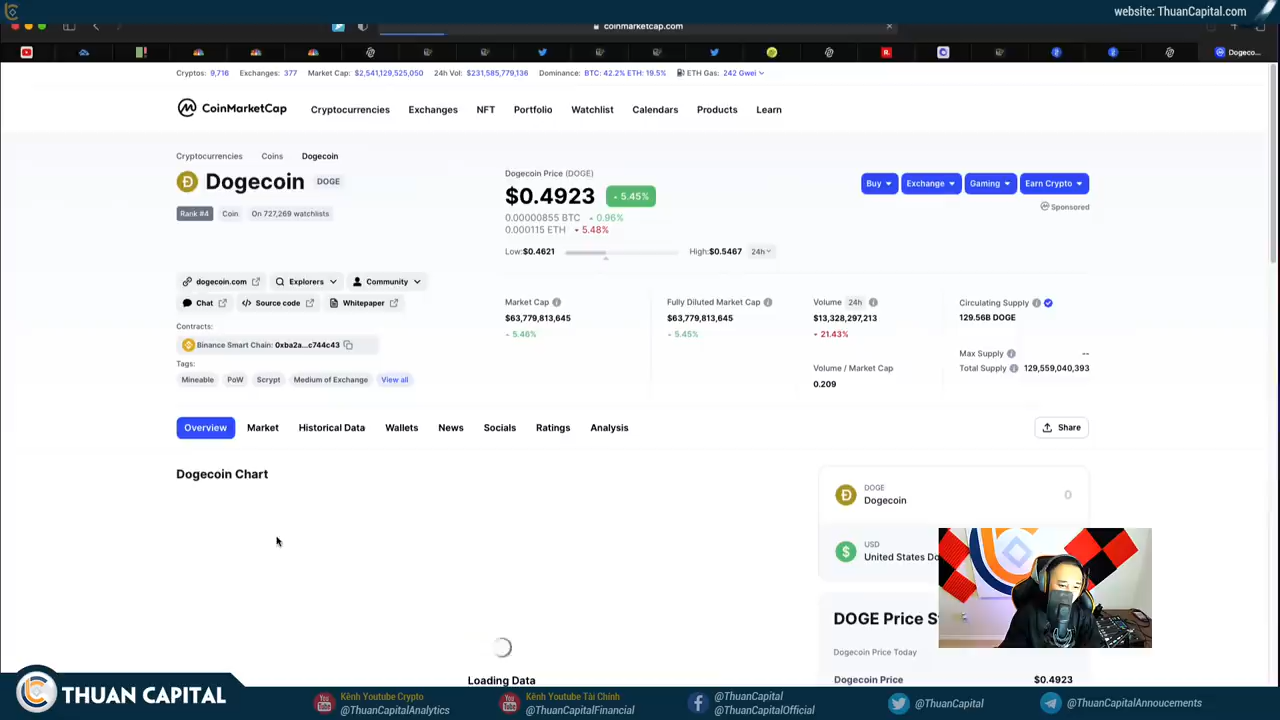 website: ThuanCapital.com
coinmarketcap.com
Dogeco...
Cryptos: 9,716 Exchanges: 377 Market Cap: $2,541,129,525,050 24h Vol: $231,585,779,136 Dominance: BTC: 42.2% ETH: 19.5% ETH Gas: 242 Gwei
CoinMarketCap
Cryptocurrencies Exchanges NFT Portfolio Watchlist Calendars Products Learn
Cryptocurrencies Coins Dogecoin
Dogecoin DOGE
Rank #4 Coin On 727,269 watchlists
Dogecoin Price (DOGE)
$0.4923 5.45%
0.00000855 BTC 0.96%
0.000115 ETH 5.48%
Low:$0.4621 High:$0.5467 24h
Buy Exchange Gaming Earn Crypto
Sponsored
dogecoin.com Explorers Community
Chat Source code Whitepaper
Contracts:
Binance Smart Chain: 0xba2a...c744c43
Tags:
Mineable PoW Scrypt Medium of Exchange View all
Market Cap
$63,779,813,645
5.46%
Fully Diluted Market Cap
$63,779,813,645
5.45%
Volume 24h
$13,328,297,213
21.43%
Volume / Market Cap
0.209
Circulating Supply
129.56B DOGE
Max Supply --
Total Supply 129,559,040,393
Overview Market Historical Data Wallets News Socials Ratings Analysis
Share
Dogecoin Chart
DOGE
Dogecoin 0
USD
United States Do
Loading Data
DOGE Price S
Dogecoin Price Today
Dogecoin Price $0.4923
THUAN CAPITAL
Kênh Youtube Crypto
@ThuanCapitalAnalytics
Kênh Youtube Tài Chính
@ThuanCapitalFinancial
@ThuanCapital
@ThuanCapitalOfficial
@ThuanCapital
@ThuanCapitalAnnoucements